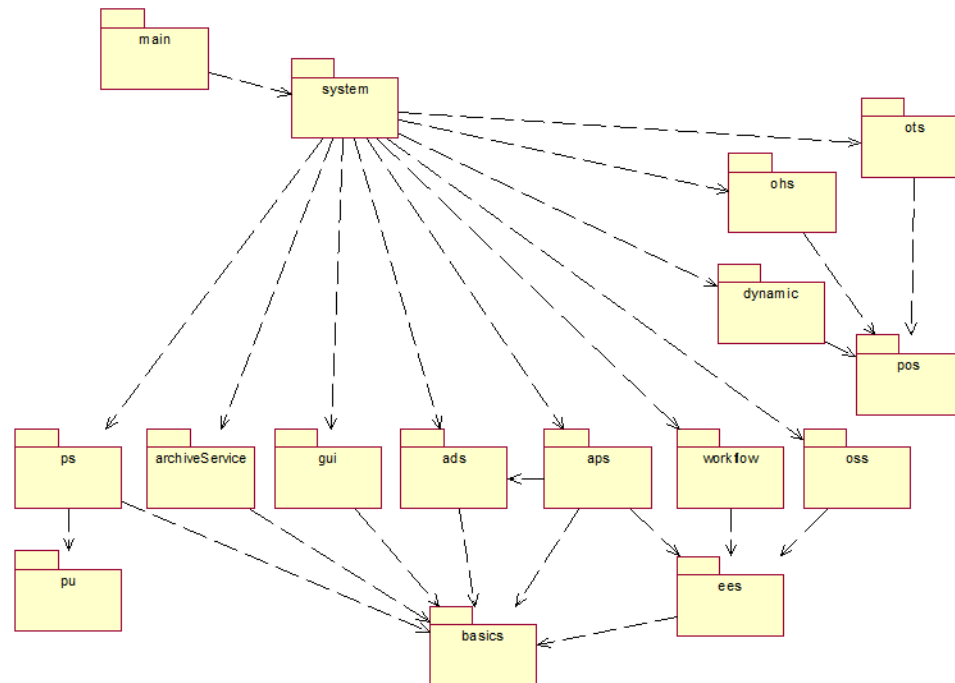 main
system
ots
ohs
dynamic
pos
ps
archiveService
gui
ads
aps
workflow
oss
pu
ees
basics